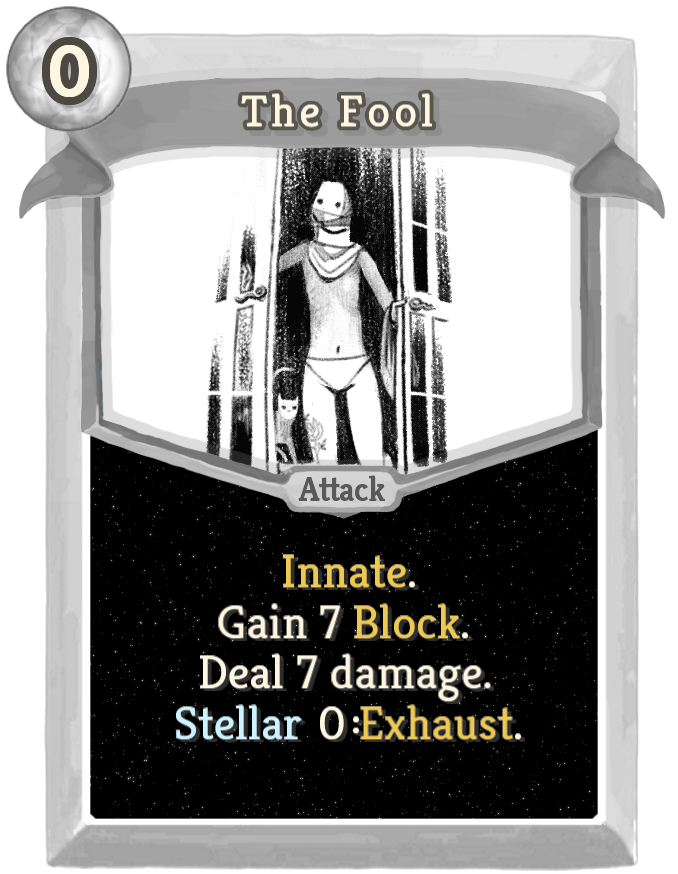 0
The Fool
Attack
Innate.
Gain 7 Block.
Deal 7 damage.
Stellar 0:Exhaust.